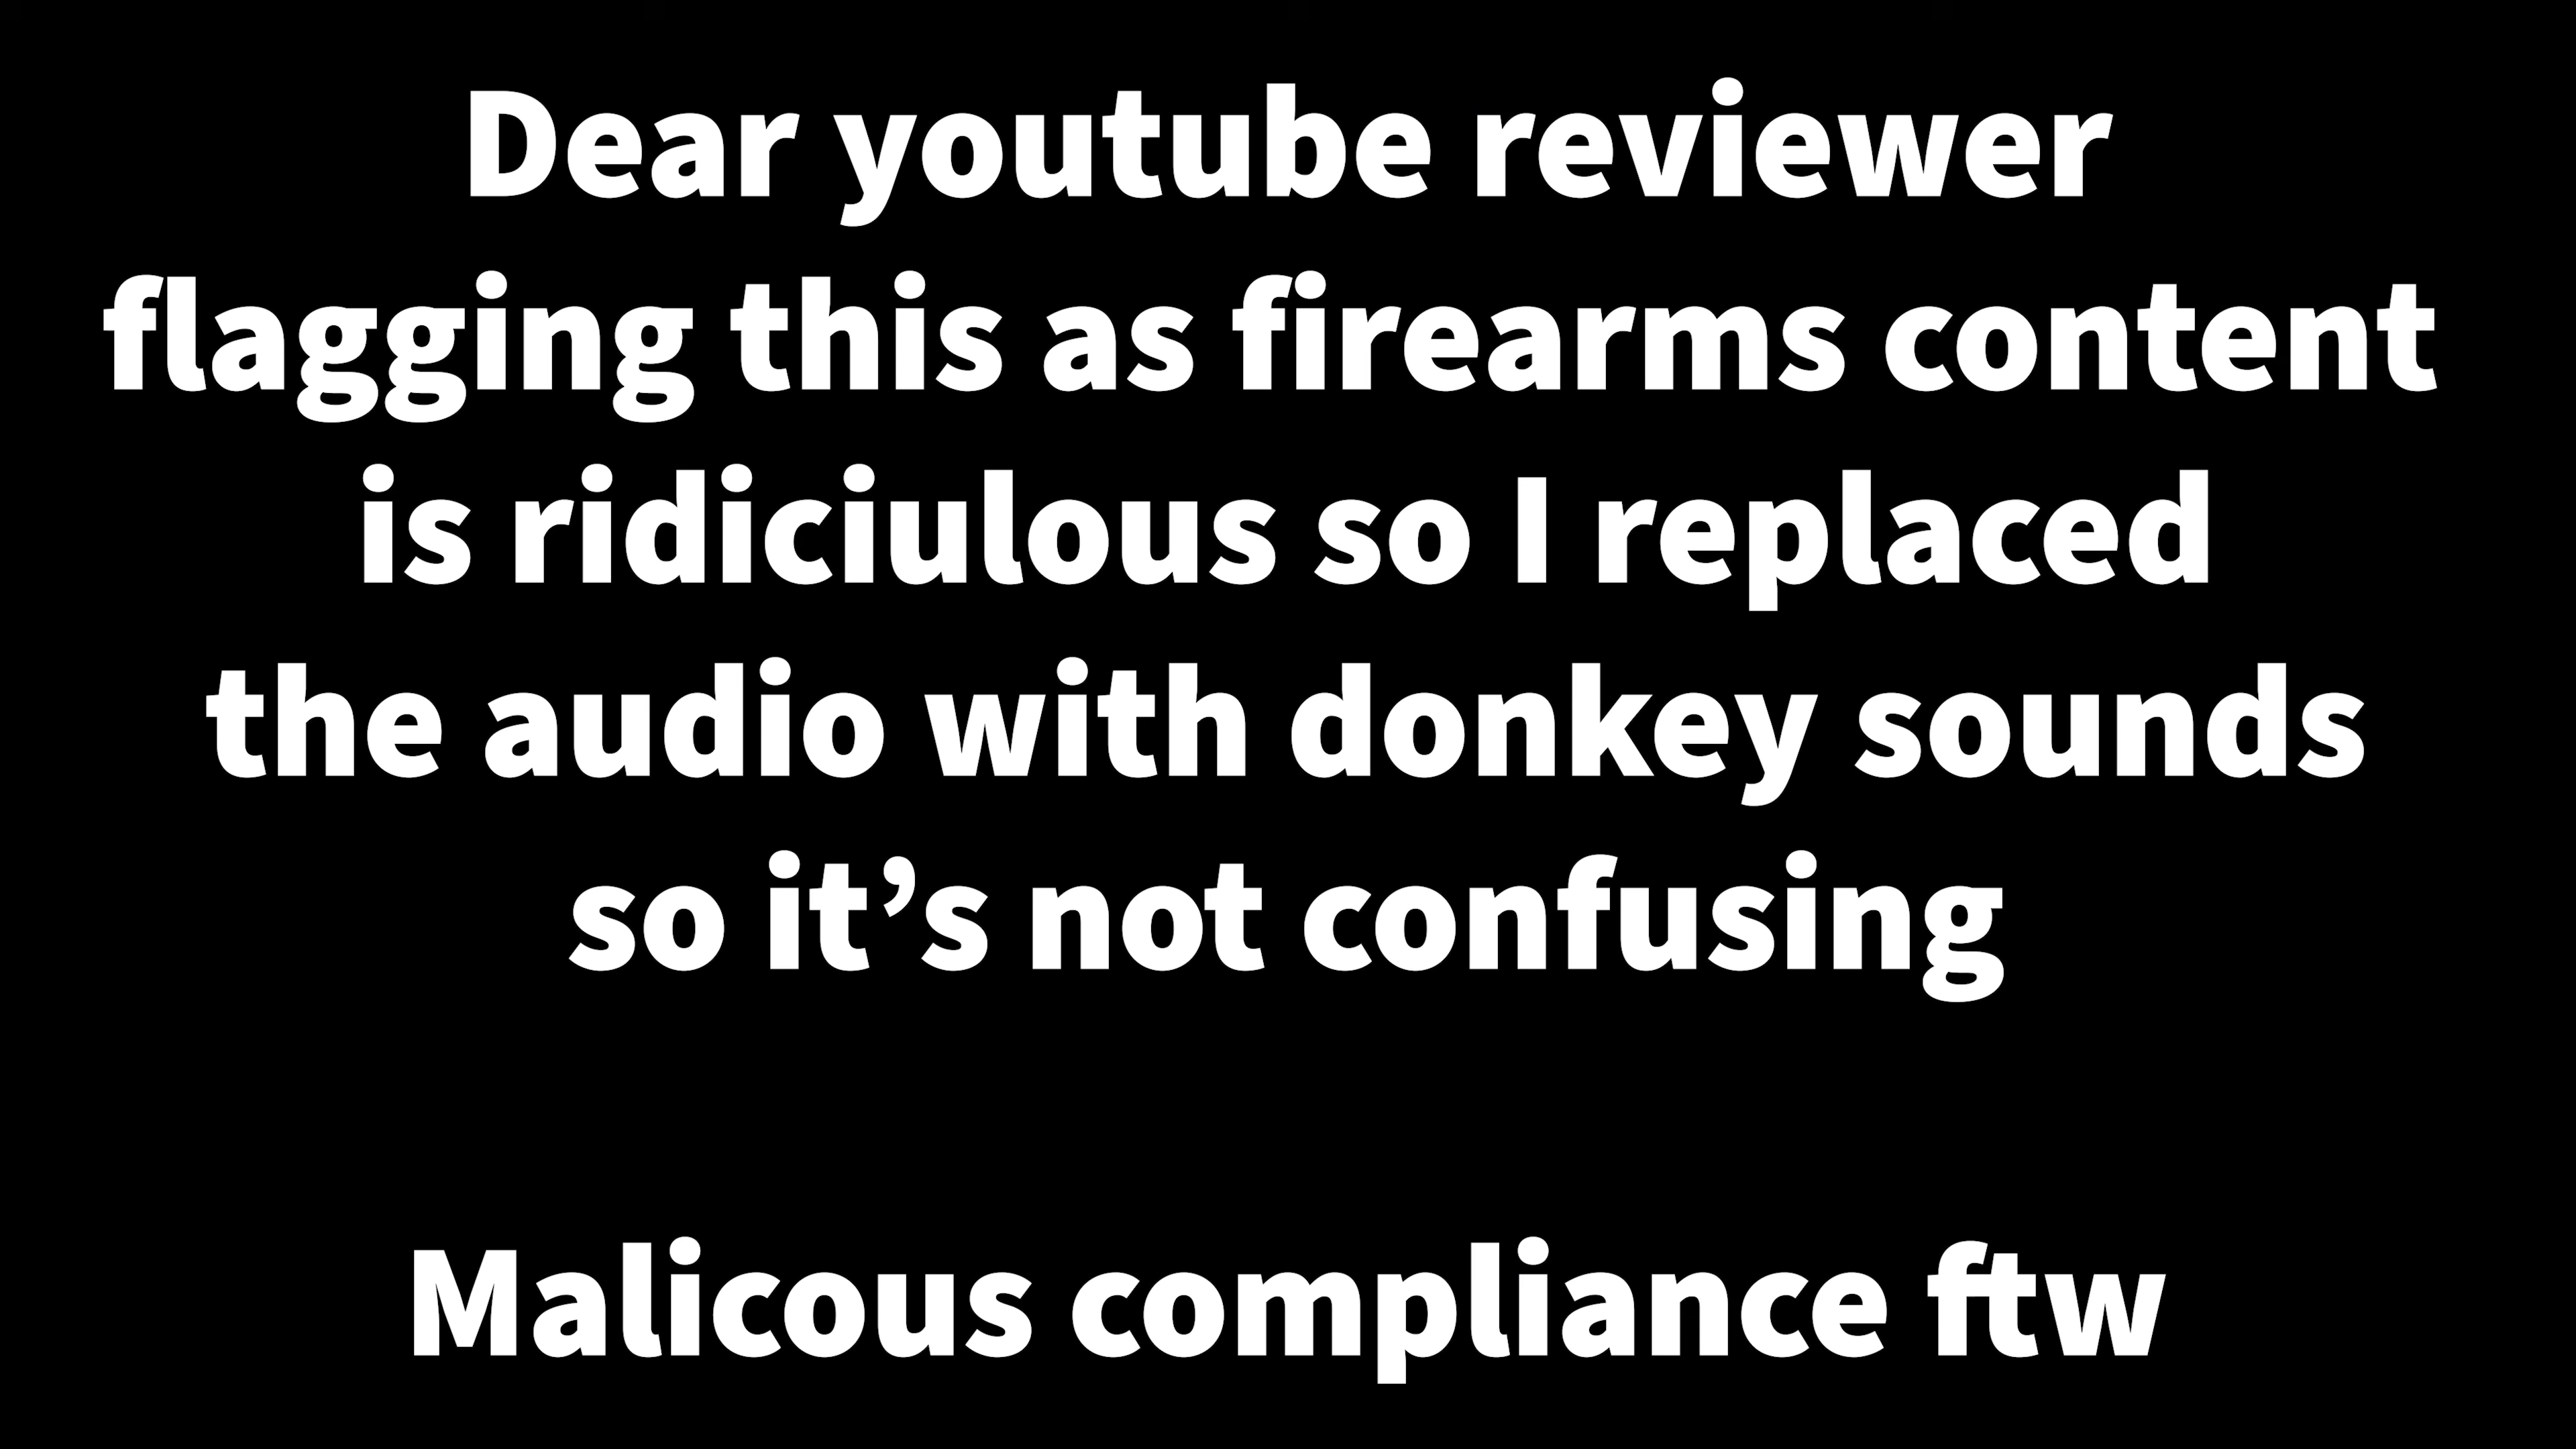 Dear youtube reviewer
flagging this as firearms content
is ridiciulous so I replaced
the audio with donkey sounds
so it’s not confusing
Malicous compliance ftw